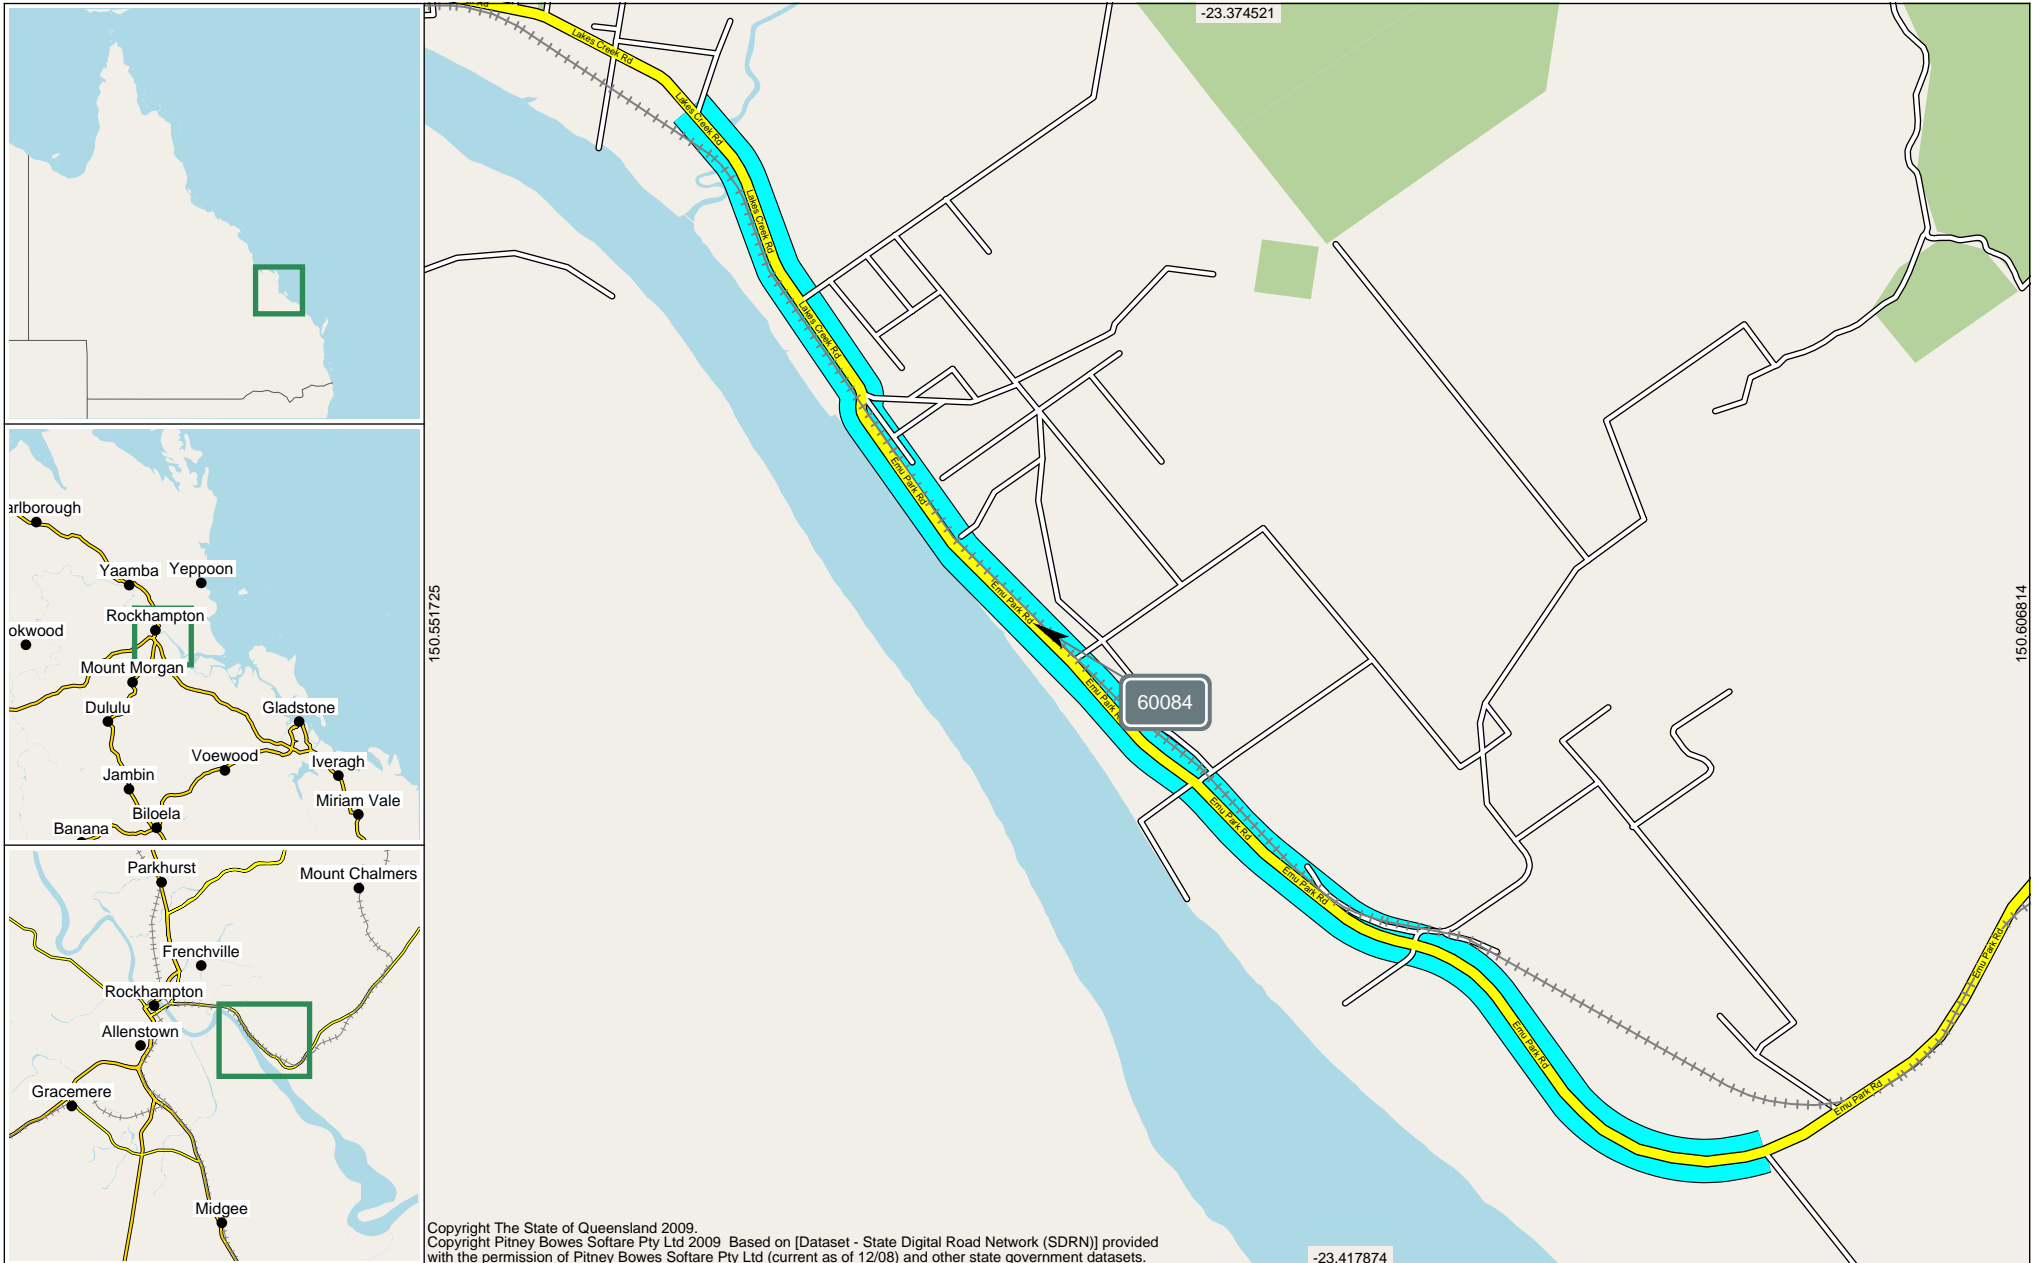 -23.374521
Rd
Lakes Creek Rd
Lakes Creek Rd
Lakes Creek Rd
Lakes Creek Rd
Emu Park Rd
Emu Park Rd
Emu Park R
60084
Emu Park Rd
Emu Park Rd
Emu Park Rd
Emu Park Rd
Emu Park Rd
150.551725
150.606814
-23.417874
arlborough
Yaamba
Yeppoon
Rockhampton
okwood
Mount Morgan
Dululu
Gladstone
Voewood
Iveragh
Jambin
Miriam Vale
Biloela
Banana
Parkhurst
Mount Chalmers
Frenchville
Rockhampton
Allenstown
Gracemere
Midgee
Copyright The State of Queensland 2009.
Copyright Pitney Bowes Softare Pty Ltd 2009 Based on [Dataset - State Digital Road Network (SDRN)] provided
with the permission of Pitney Bowes Softare Pty Ltd (current as of 12/08) and other state government datasets.